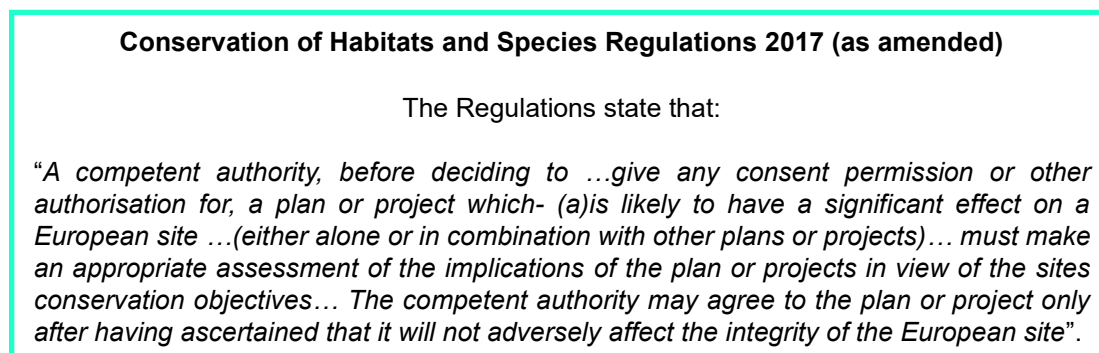 Conservation of Habitats and Species Regulations 2017 (as amended)
The Regulations state that:
“A competent authority, before deciding to …give any consent permission or other
authorisation for, a plan or project which- (a)is likely to have a significant effect on a
European site …(either alone or in combination with other plans or projects)… must make
an appropriate assessment of the implications of the plan or projects in view of the sites
conservation objectives… The competent authority may agree to the plan or project only
after having ascertained that it will not adversely affect the integrity of the European site”.